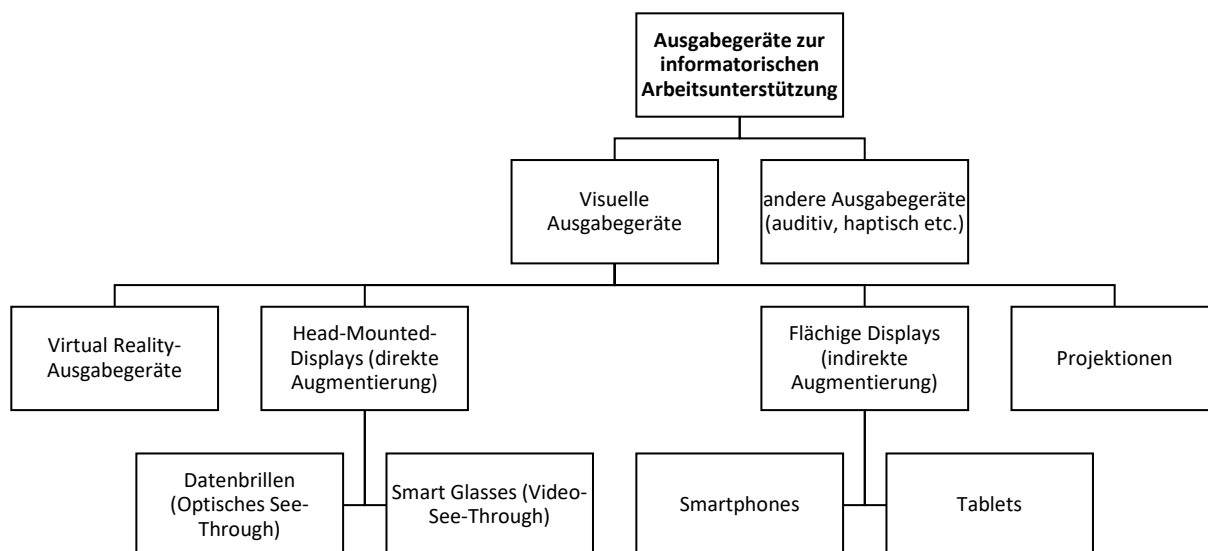 Ausgabegeräte zur
informatorischen
Arbeitsunterstützung
Visuelle
Ausgabegeräte
andere Ausgabegeräte
(auditiv, haptisch etc.)
Virtual Reality-
Ausgabegeräte
Head-Mounted-
Displays (direkte
Augmentierung)
Flächige Displays
(indirekte
Augmentierung)
Projektionen
Datenbrillen
(Optisches See-
Through)
Smart Glasses (Video-
See-Through)
Smartphones
Tablets